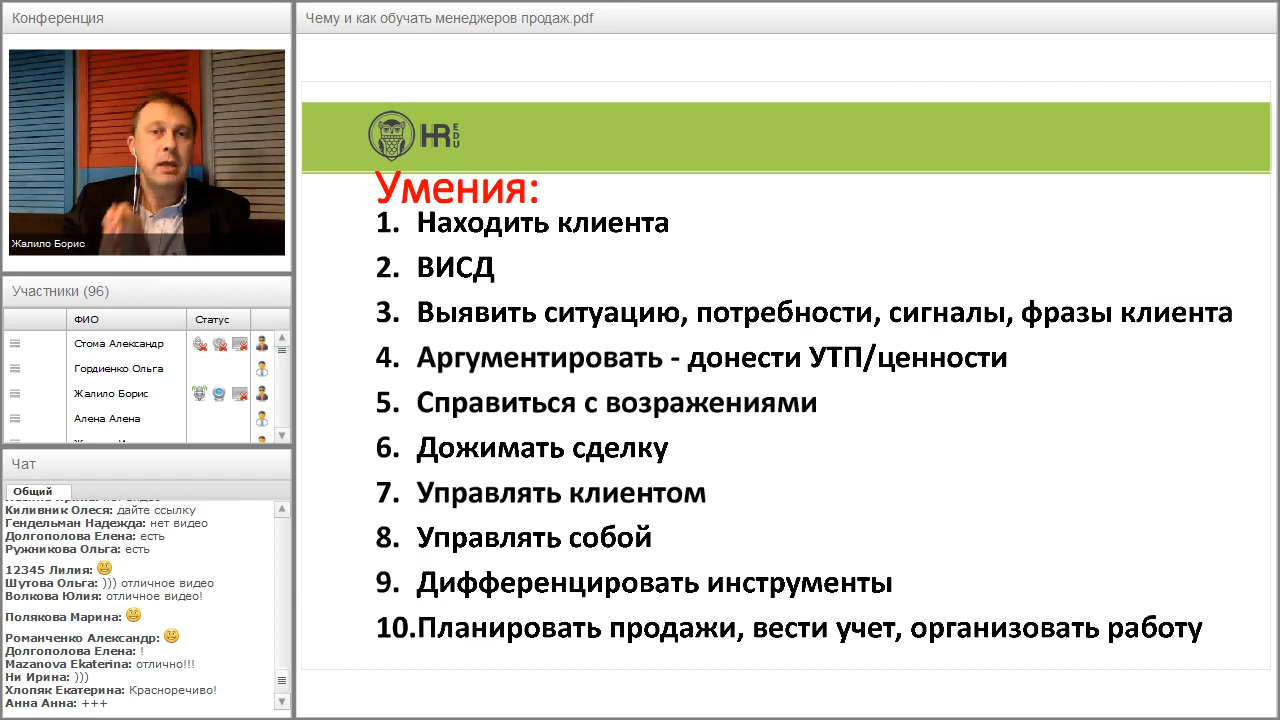 Конференция
Жалило Борис
Участники (96)
ФИО Статус
Стома Александр
Гордиенко Ольга
Жалило Борис
Алена Алена
Чат
Общий
Киливник Олеся: дайте ссылку
Гендельман Надежда: нет видео
Долгополова Елена: есть
Ружникова Ольга: есть
12345 Лилия:
Шутова Ольга: ))) отличное видео
Волкова Юлия: отличное видео!
Полякова Марина:
Романченко Александр:
Долгополова Елена: !
Mazanova Ekaterina: отлично!!!
Ни Ирина: )))
Хлопяк Екатерина: Красноречиво!
Анна Анна: +++
Чему и как обучать менеджеров продаж.pdf
HR EDU
Умения:
1. Находить клиента
2. ВИСД
3. Выявить ситуацию, потребности, сигналы, фразы клиента
4. Аргументировать - донести УТП/ценности
5. Справиться с возражениями
6. Дожимать сделку
7. Управлять клиентом
8. Управлять собой
9. Дифференцировать инструменты
10.Планировать продажи, вести учет, организовать работу